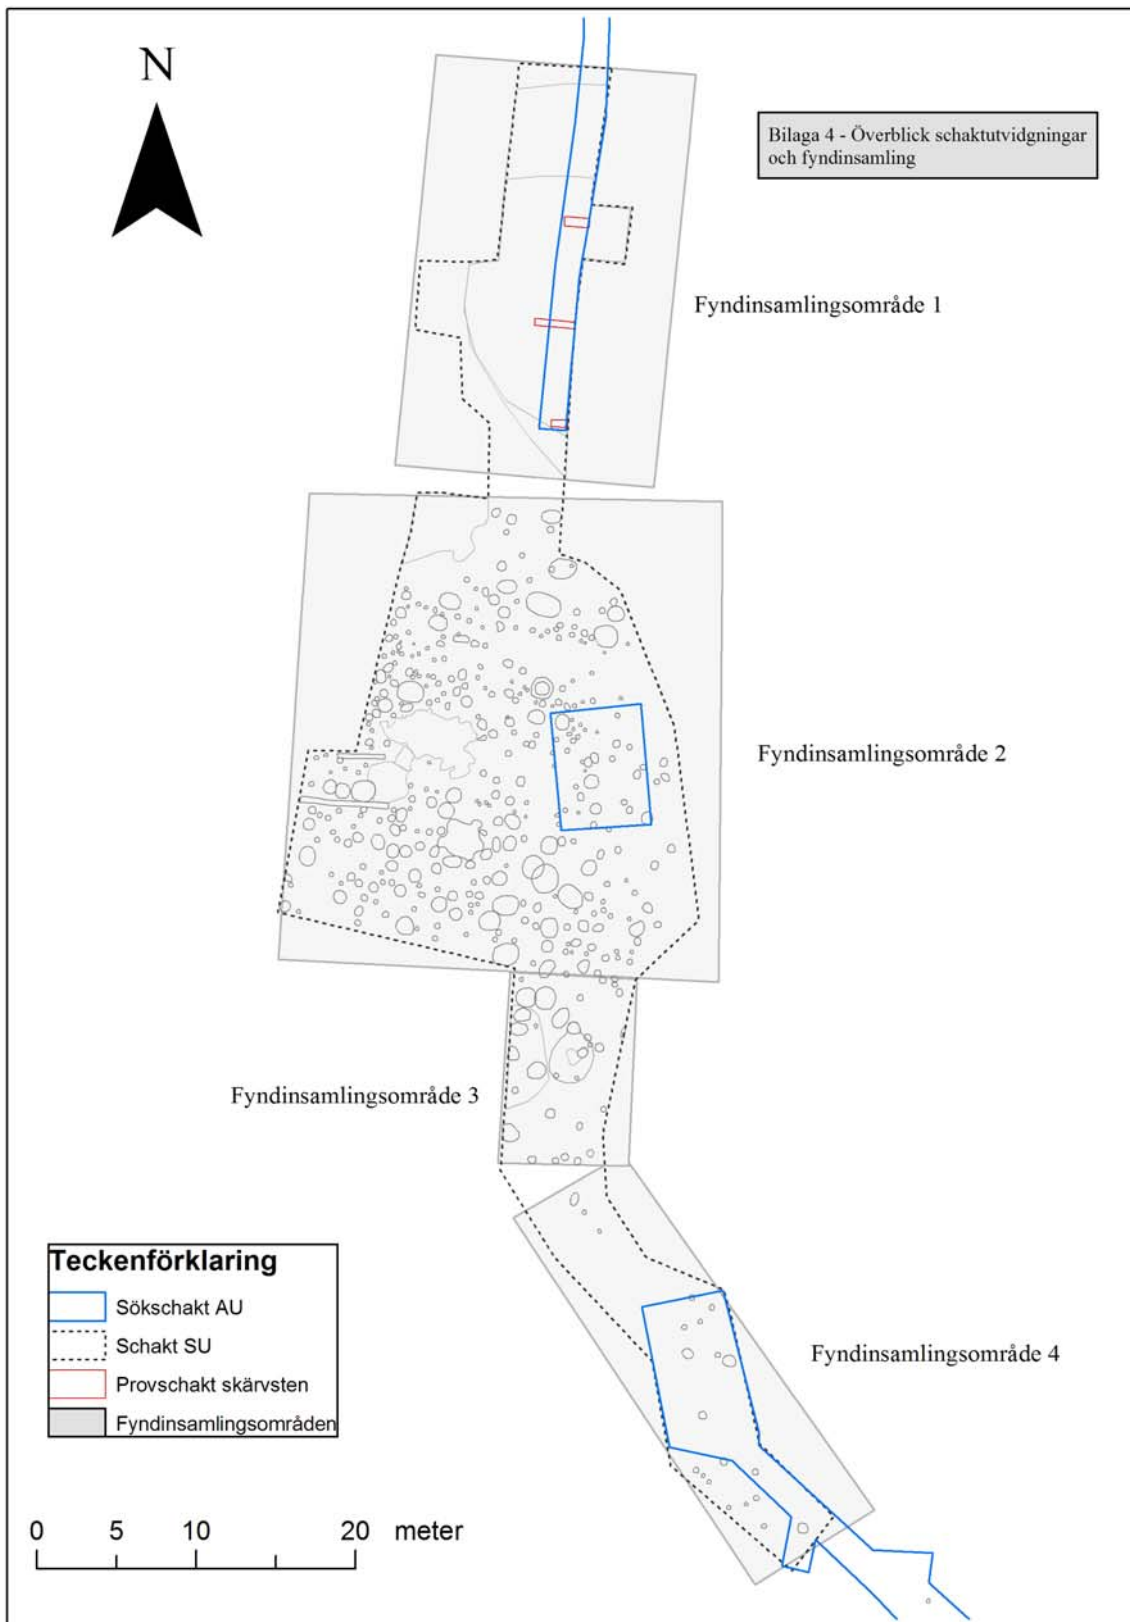 N
Bilaga 4 - Överblick schaktutvidgningar
och fyndinsamling
Fyndinsamlingsområde 1
Fyndinsamlingsområde 2
Fyndinsamlingsområde 3
Fyndinsamlingsområde 4
Teckenförklaring
Sökschakt AU
Schakt SU
Provschakt skärvsten
Fyndinsamlingsområden
0 5 10 20 meter